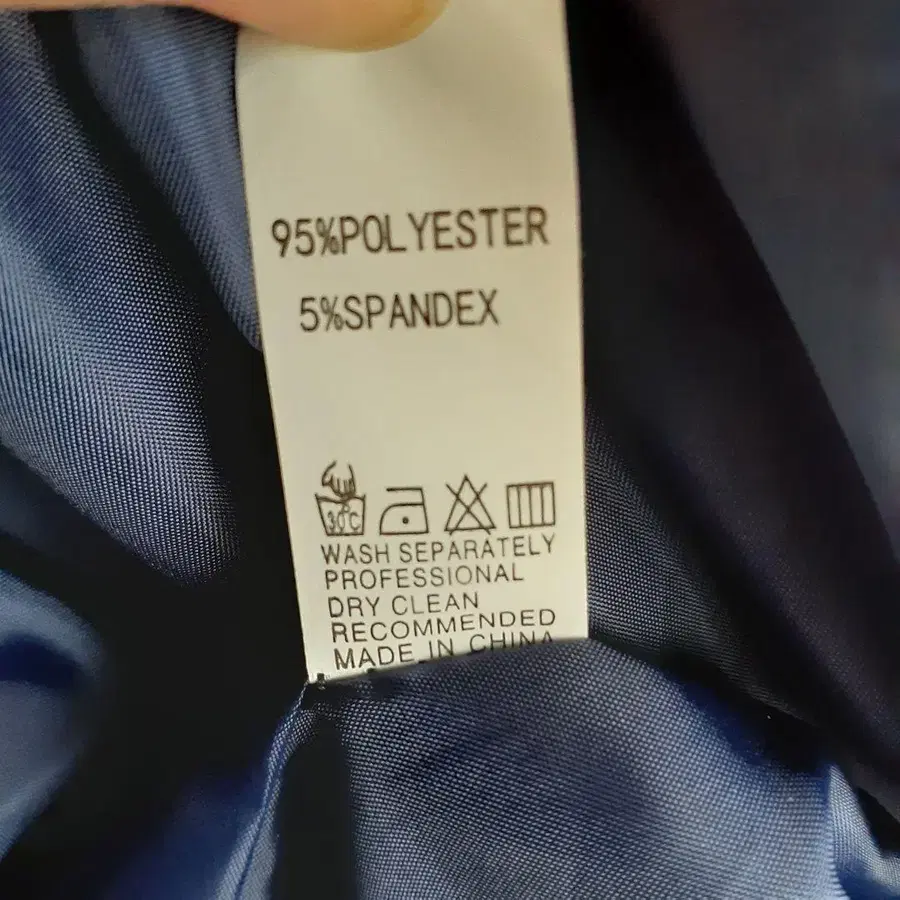 95%POLYESTER
5%SPANDEX
30°C
WASH SEPARATELY
PROFESSIONAL
DRY CLEAN
RECOMMENDED
MADE IN CHINA